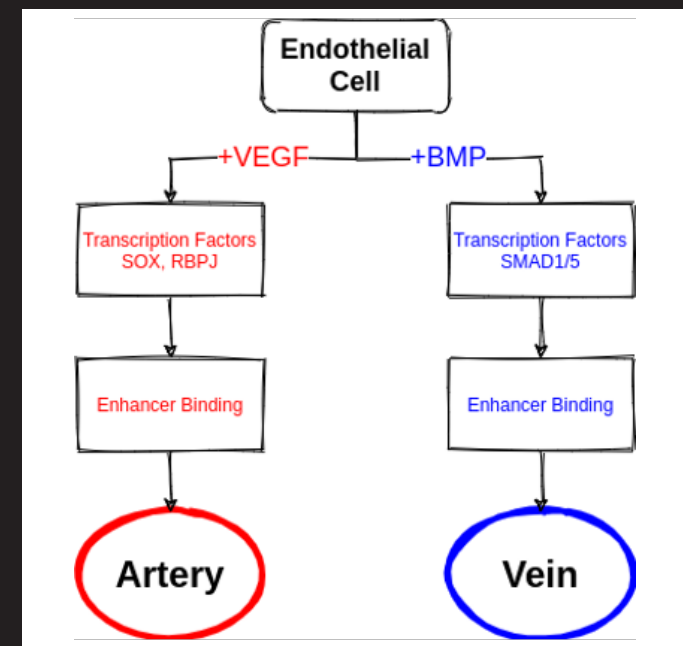 Endothelial
Cell
+VEGF
+BMP
Transcription Factors
SOX, RBPJ
Transcription Factors
SMAD1/5
Enhancer Binding
Enhancer Binding
Artery
Vein